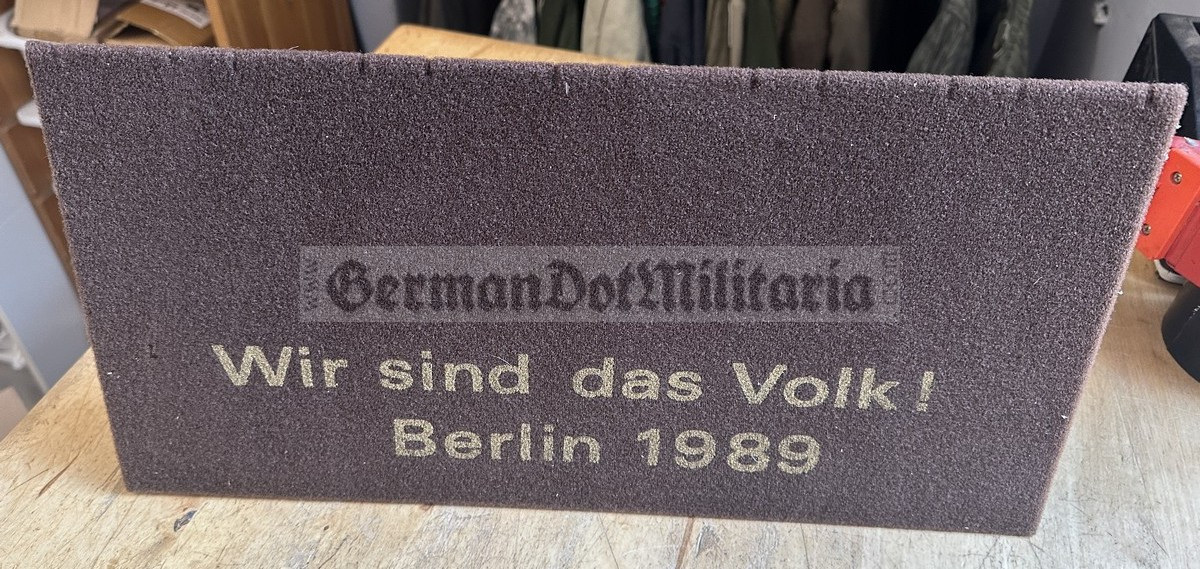 GermanDotMilitaria
Wir sind das Volk!
Berlin 1989